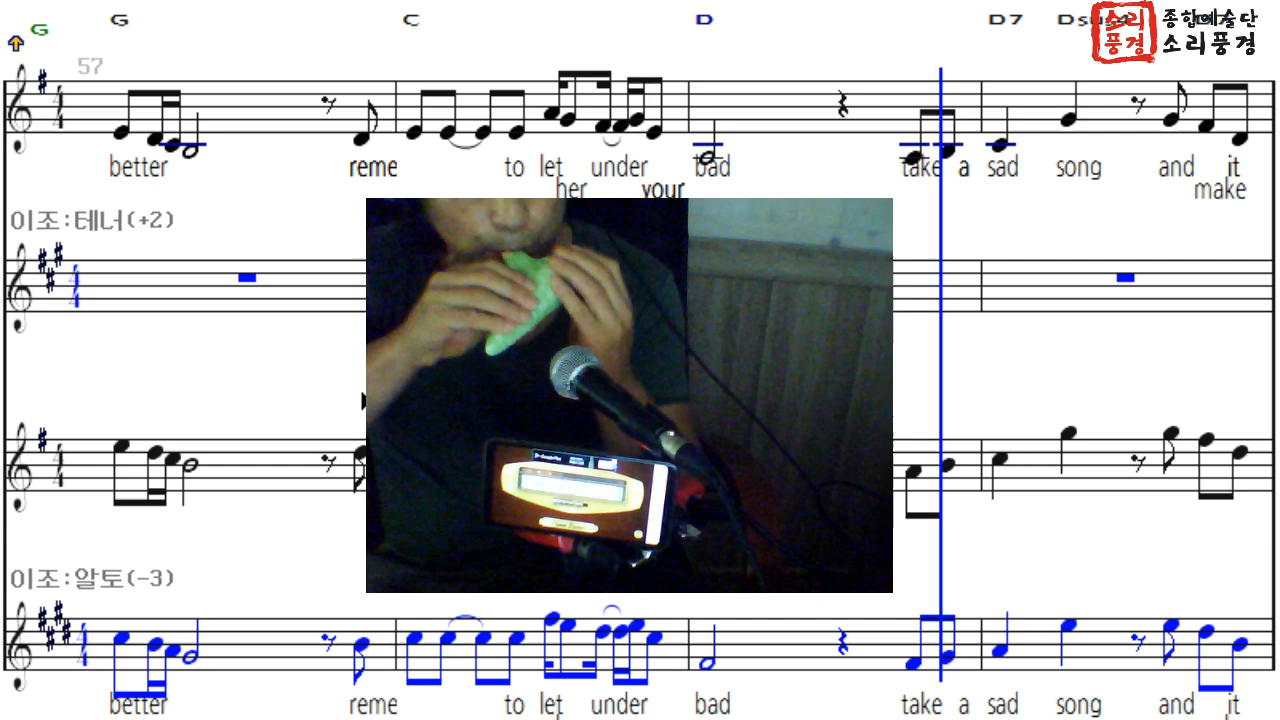 G G C D D7
소리 종합예술단
풍경 소리풍경
57
better reme to let under bad take a sad song and it
her your make
이조:테너(+2)
이조:알토(-3)
better reme to let under bad take a sad song and it